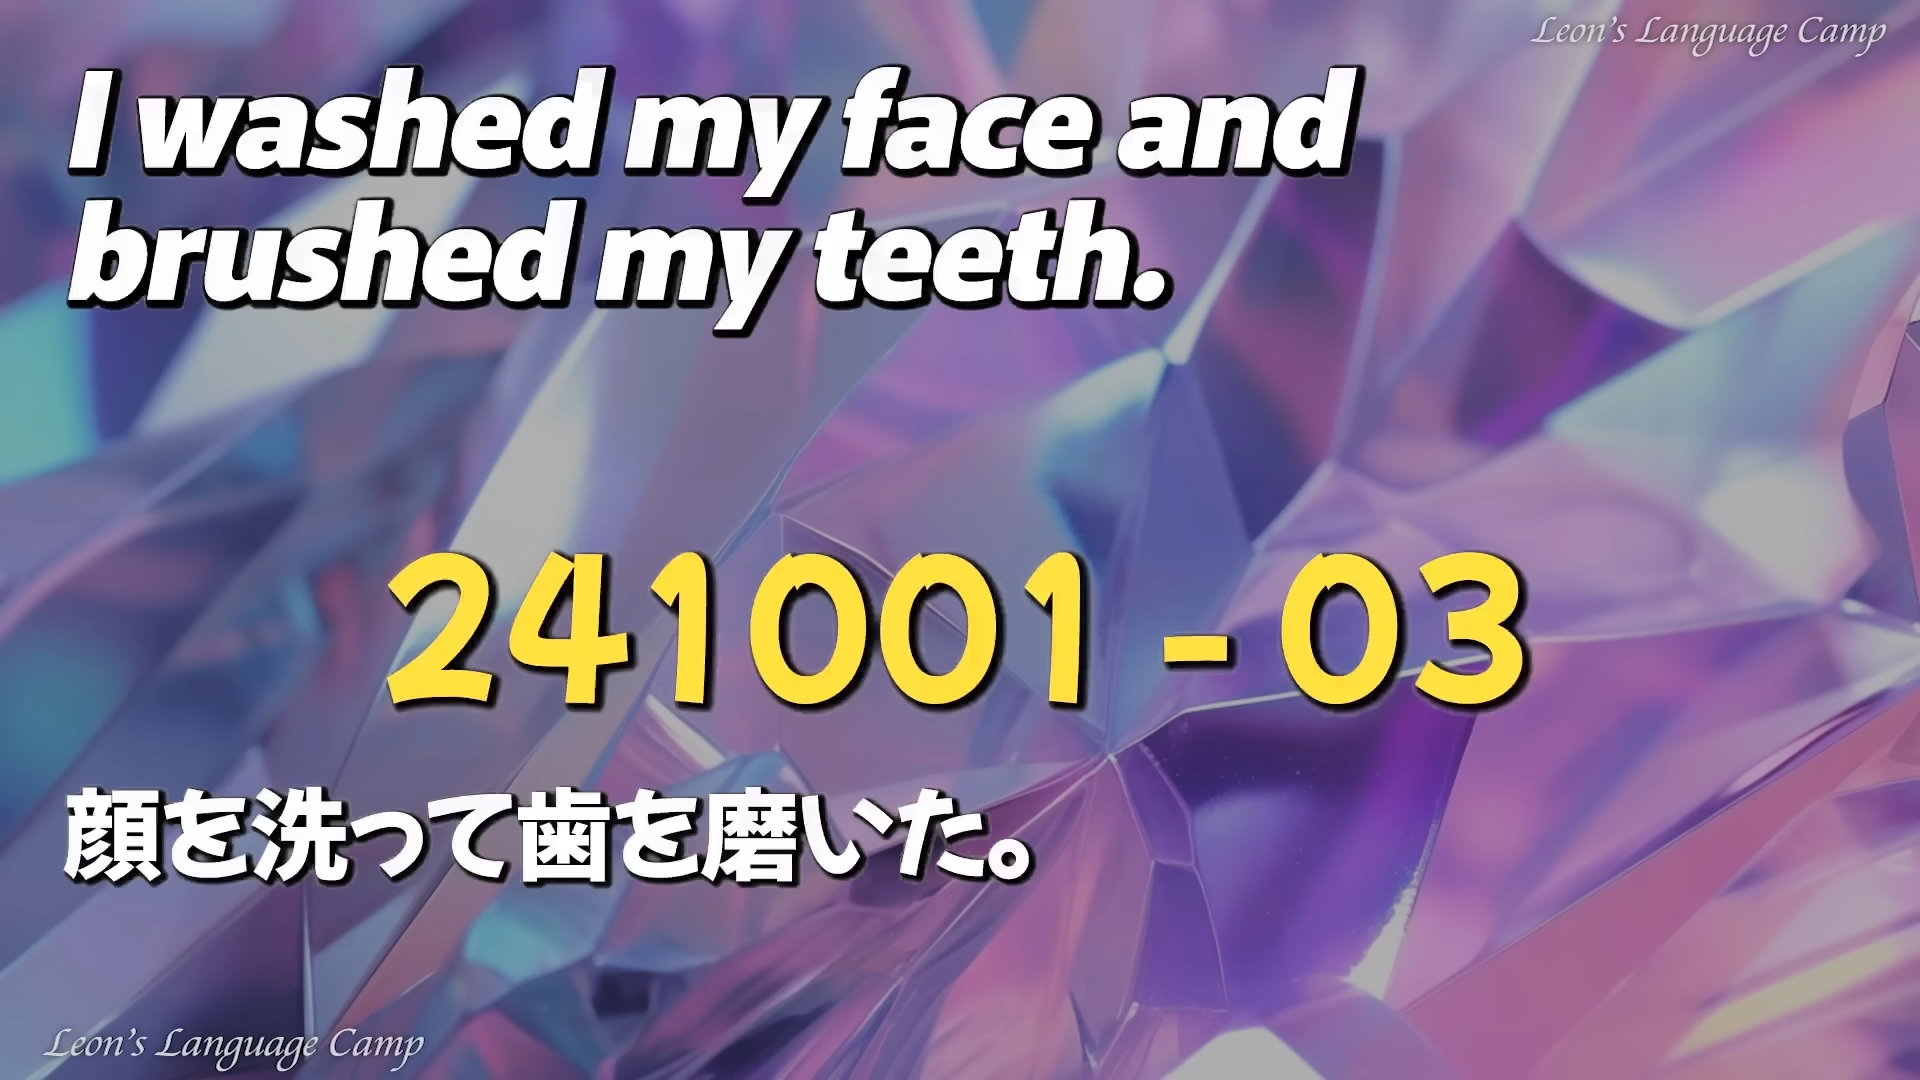 Leon's Language Camp
I washed my face and
brushed my teeth.
241001 - 03
顔を洗って歯を磨いた。
Leon's Language Camp